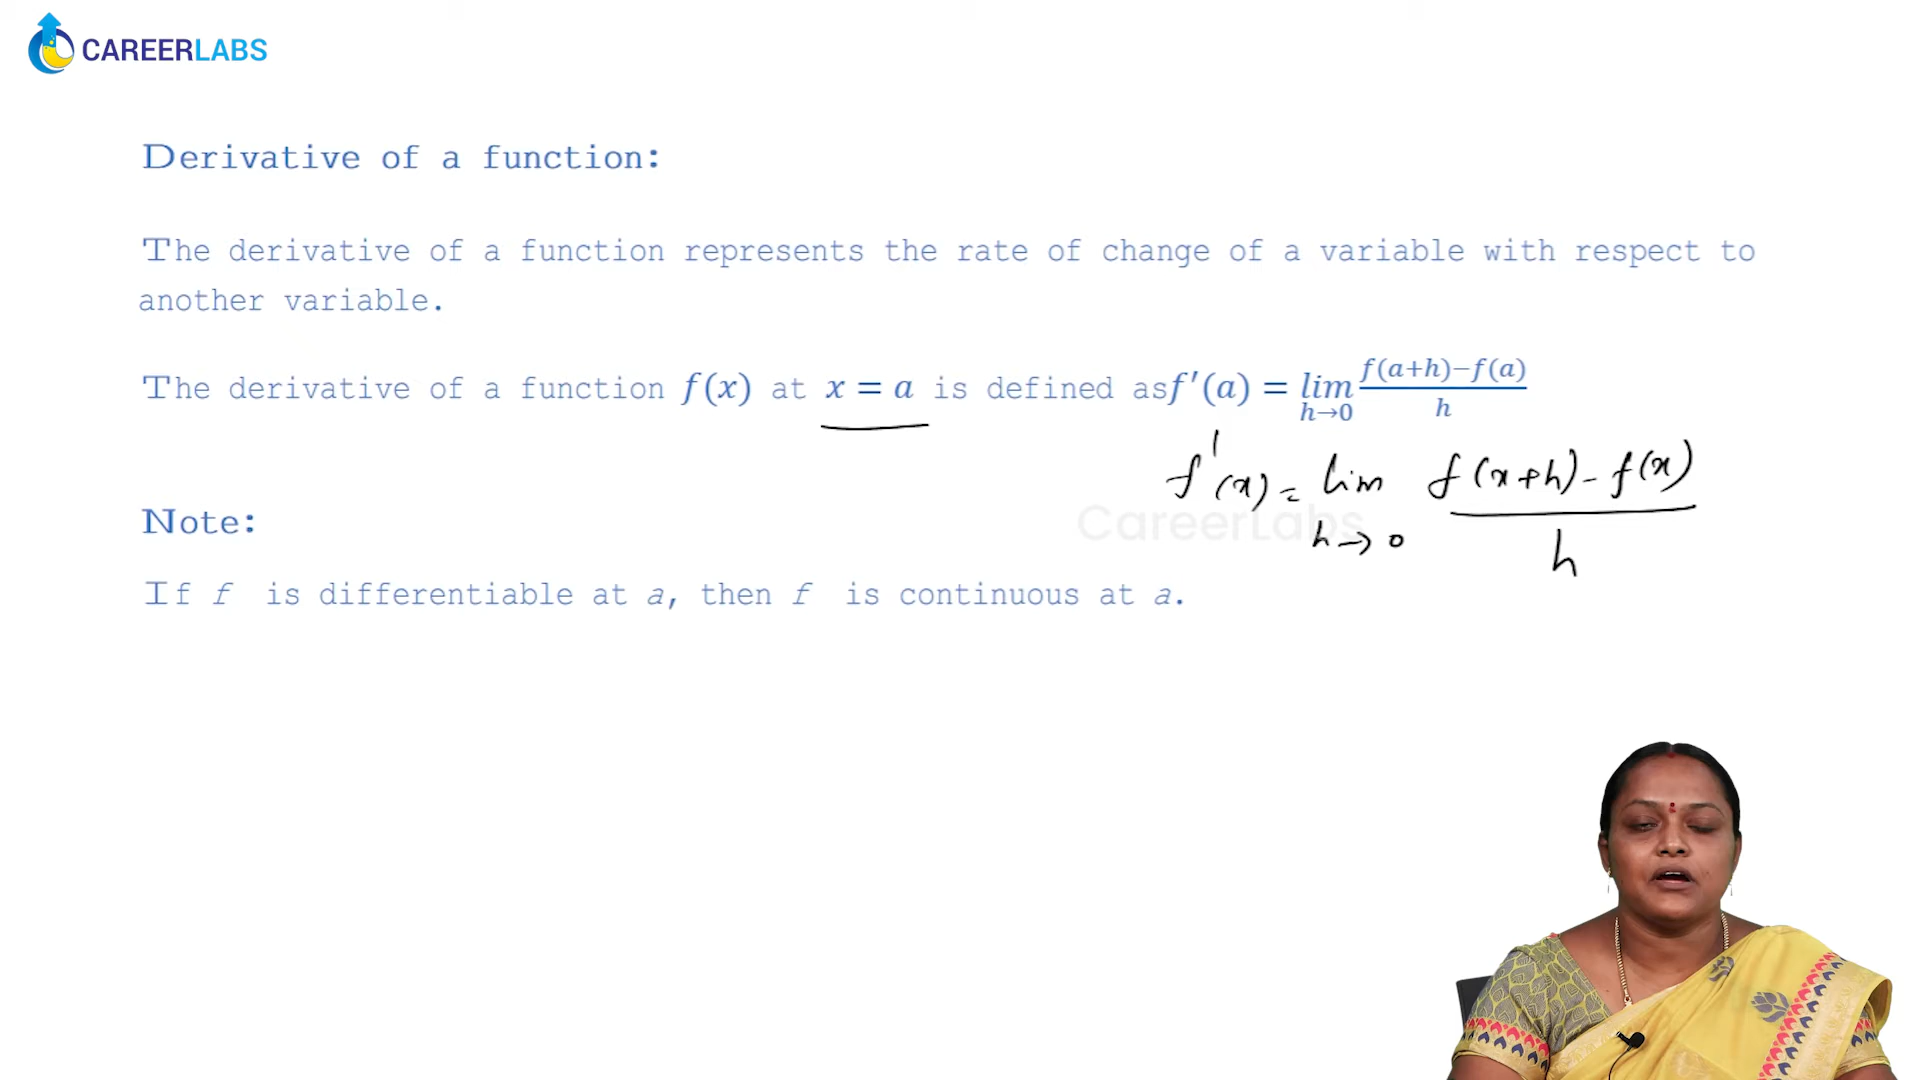 CAREERLABS
Derivative of a function:
The derivative of a function represents the rate of change of a variable with respect to
another variable.
The derivative of a function f(x) at x = a is defined as f'(a) = lim h→0 f(a+h)−f(a) / h
f'(x) = lim h→0 f(x+h) - f(x) / h
CareerLabs
Note:
If f is differentiable at a, then f is continuous at a.